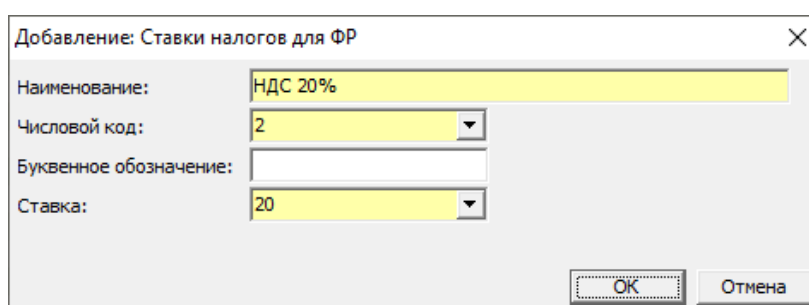 Добавление: Ставки налогов для ФР
Наименование: НДС 20%
Числовой код: 2
Буквенное обозначение:
Ставка: 20
OK Отмена